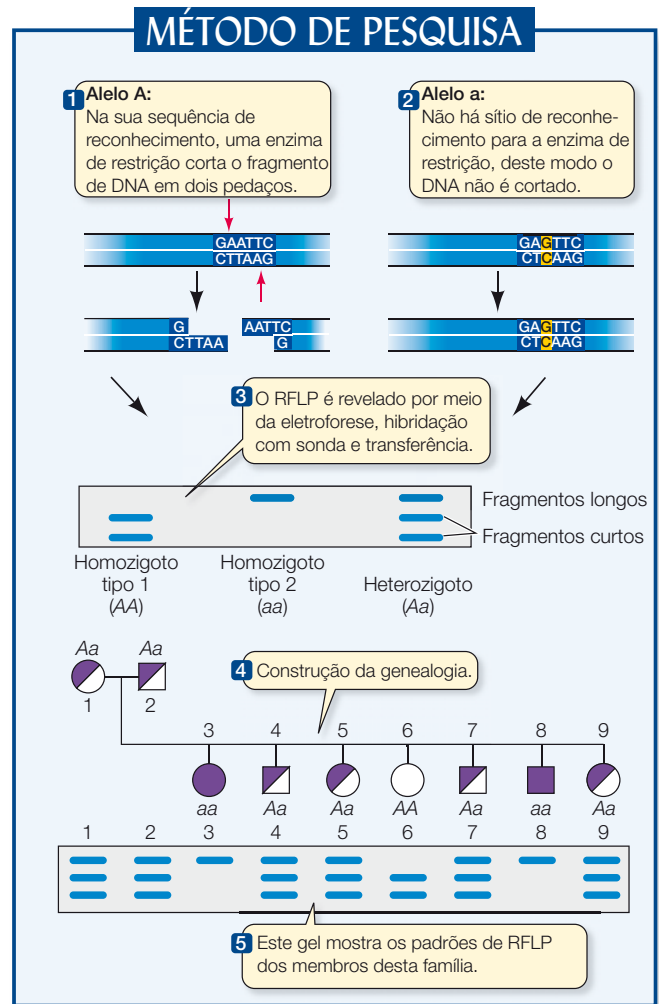 MÉTODO DE PESQUISA
1 Alelo A:
Na sua sequência de
reconhecimento, uma enzima
de restrição corta o fragmento
de DNA em dois pedaços.
2 Alelo a:
Não há sítio de reconhe-
cimento para a enzima de
restrição, deste modo o
DNA não é cortado.
GAATTC
CTTAAG
GAGTTC
CTCAAG
G AATTC
CTTAA G
GAGTTC
CTCAAG
3 O RFLP é revelado por meio
da eletroforese, hibridação
com sonda e transferência.
Fragmentos longos
Fragmentos curtos
Homozigoto
tipo 1
(AA)
Homozigoto
tipo 2
(aa)
Heterozigoto
(Aa)
Aa Aa
1 2
4 Construção da genealogia.
3 4 5 6 7 8 9
aa Aa Aa AA Aa aa Aa
1 2 3 4 5 6 7 8 9
5 Este gel mostra os padrões de RFLP
dos membros desta família.